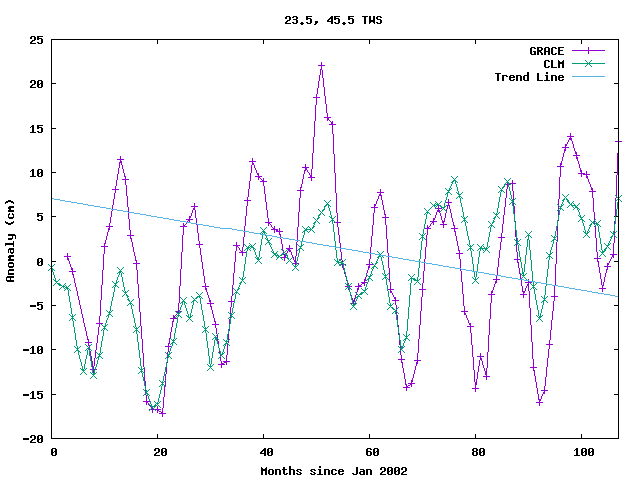 23.5, 45.5 TWS
GRACE
CLM
Trend Line
Anomaly (cm)
25
20
15
10
5
0
-5
-10
-15
-20
0 20 40 60 80 100
Months since Jan 2002